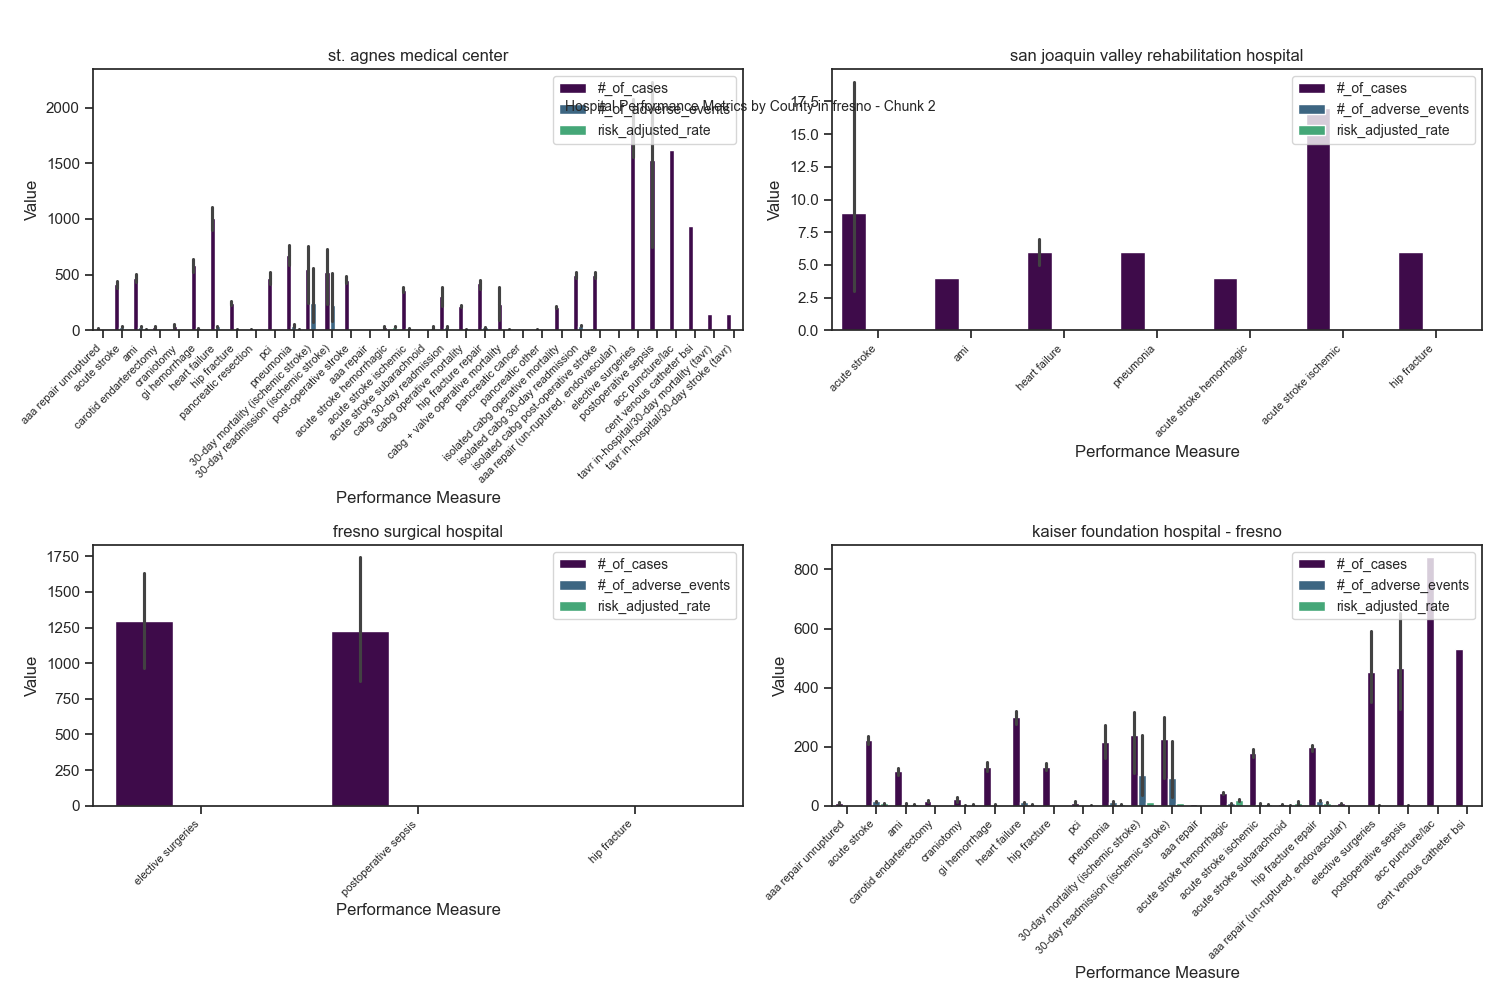 st. agnes medical center
#_of_cases
#_of_adverse_events
risk_adjusted_rate
Value
2000
1500
1000
500
0
aaa repair unruptured
acute stroke
ami
carotid endarterectomy
craniotomy
gi hemorrhage
heart failure
hip fracture
pancreatic resection
pci
pneumonia
30-day mortality (ischemic stroke)
30-day readmission (ischemic stroke)
post-operative stroke
aaa repair
acute stroke hemorrhagic
acute stroke ischemic
acute stroke subarachnoid
cabg 30-day readmission
cabg operative mortality
hip fracture repair
cabg + valve operative mortality
pancreatic cancer
pancreatic other
isolated cabg operative mortality
isolated cabg 30-day readmission
isolated cabg post-operative stroke
aaa repair (un-ruptured, endovascular)
elective surgeries
postoperative sepsis
acc puncture/lac
cent venous catheter bsi
tavr in-hospital/30-day mortality (tavr)
tavr in-hospital/30-day stroke (tavr)
Performance Measure
Hospital Performance Metrics by County in fresno - Chunk 2
san joaquin valley rehabilitation hospital
#_of_cases
#_of_adverse_events
risk_adjusted_rate
Value
17.5
15.0
12.5
10.0
7.5
5.0
2.5
0.0
acute stroke
ami
heart failure
pneumonia
acute stroke hemorrhagic
acute stroke ischemic
hip fracture
Performance Measure
fresno surgical hospital
#_of_cases
#_of_adverse_events
risk_adjusted_rate
Value
1750
1500
1250
1000
750
500
250
0
elective surgeries
postoperative sepsis
hip fracture
Performance Measure
kaiser foundation hospital - fresno
#_of_cases
#_of_adverse_events
risk_adjusted_rate
Value
800
600
400
200
0
aaa repair unruptured
acute stroke
ami
carotid endarterectomy
craniotomy
gi hemorrhage
heart failure
hip fracture
pci
pneumonia
30-day mortality (ischemic stroke)
30-day readmission (ischemic stroke)
aaa repair
acute stroke hemorrhagic
acute stroke ischemic
acute stroke subarachnoid
hip fracture repair
aaa repair (un-ruptured, endovascular)
elective surgeries
postoperative sepsis
acc puncture/lac
cent venous catheter bsi
Performance Measure